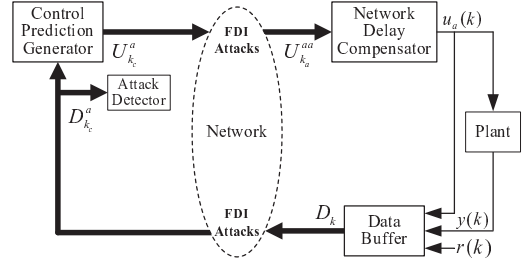 Control
Prediction
Generator
U^a_{k_c}
FDI
Attacks
U^{aa}_{k_a}
Network
Delay
Compensator
u_a(k)
Attack
Detector
D^a_{k_c}
Network
Plant
FDI
Attacks
D_k
Data
Buffer
y(k)
r(k)